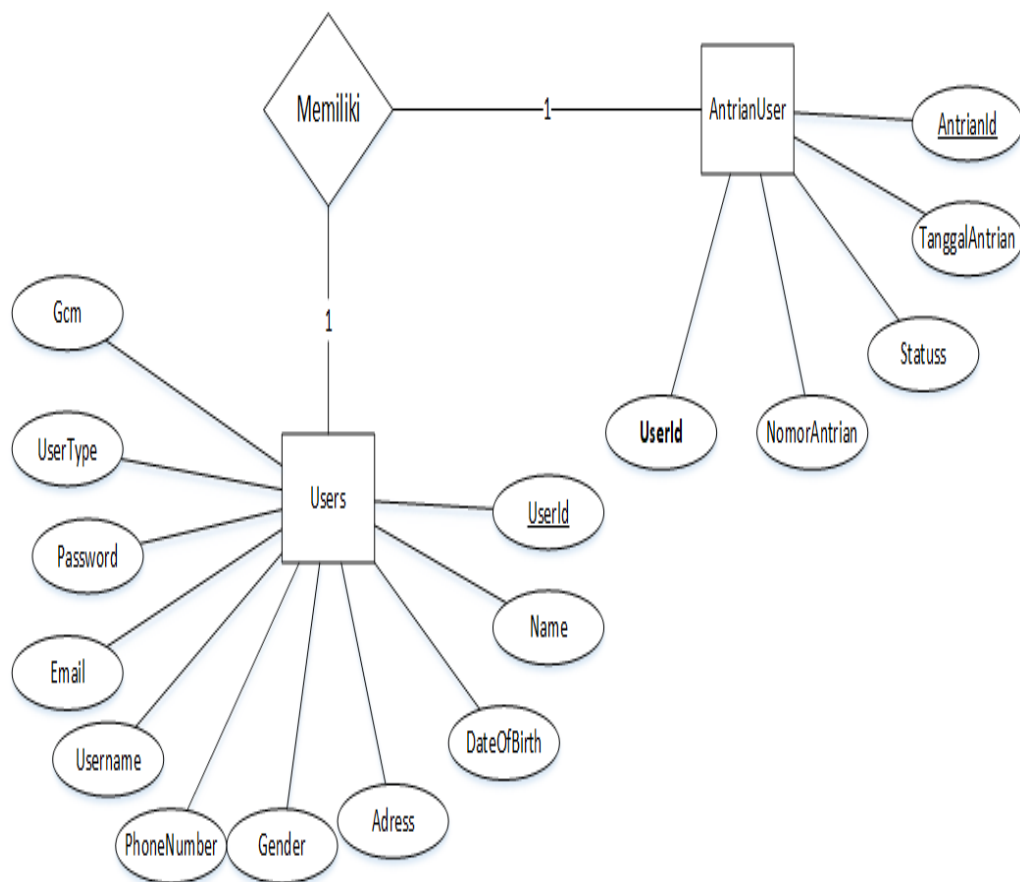 Memiliki
1
AntrianUser
AntrianId
TanggalAntrian
Statuss
NomorAntrian
UserId
1
Gcm
UserType
Users
UserId
Password
Name
Email
DateOfBirth
Username
Adress
PhoneNumber
Gender